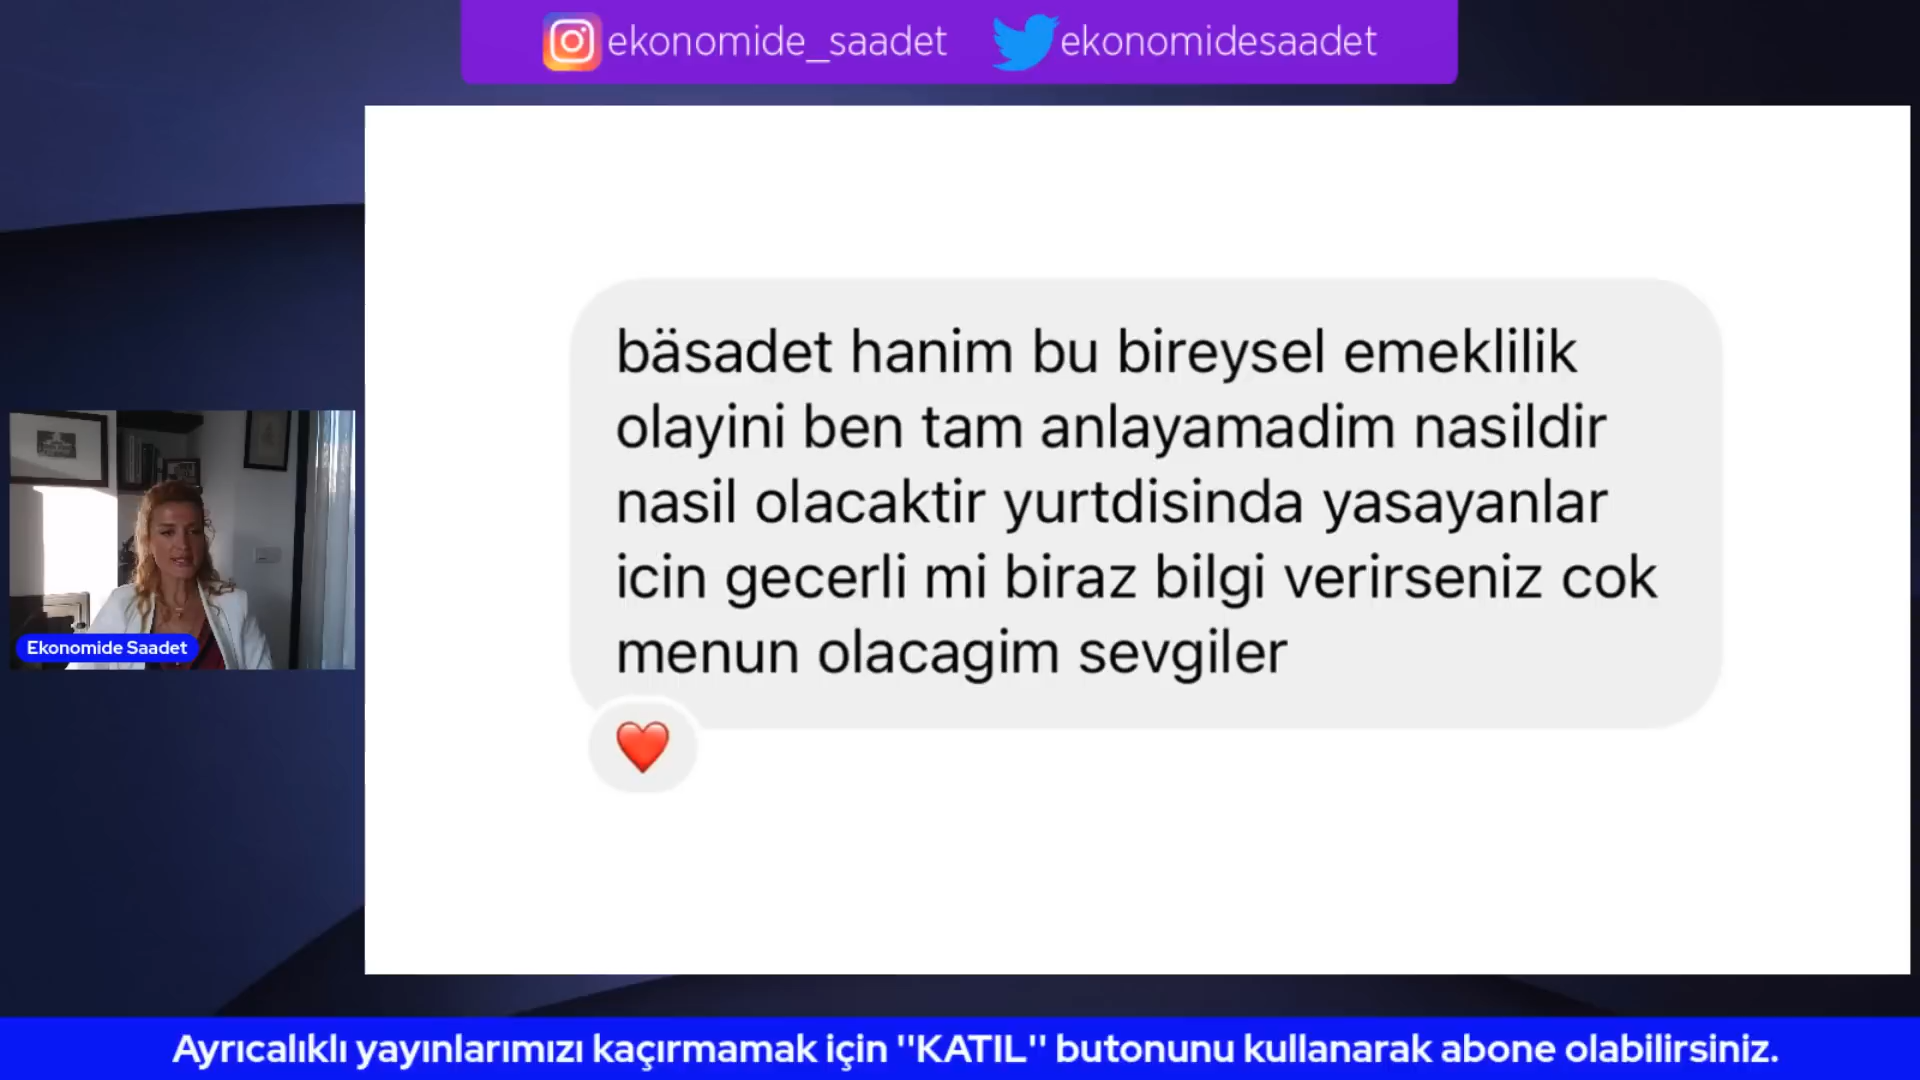 ekonomide_saadet ekonomidesaadet
bäsadet hanim bu bireysel emeklilik
olayini ben tam anlayamadim nasildir
nasil olacaktir yurtdisinda yasayanlar
icin gecerli mi biraz bilgi verirseniz cok
menun olacagim sevgiler
Ekonomide Saadet
Ayrıcalıklı yayınlarımızı kaçırmamak için "KATIL" butonunu kullanarak abone olabilirsiniz.